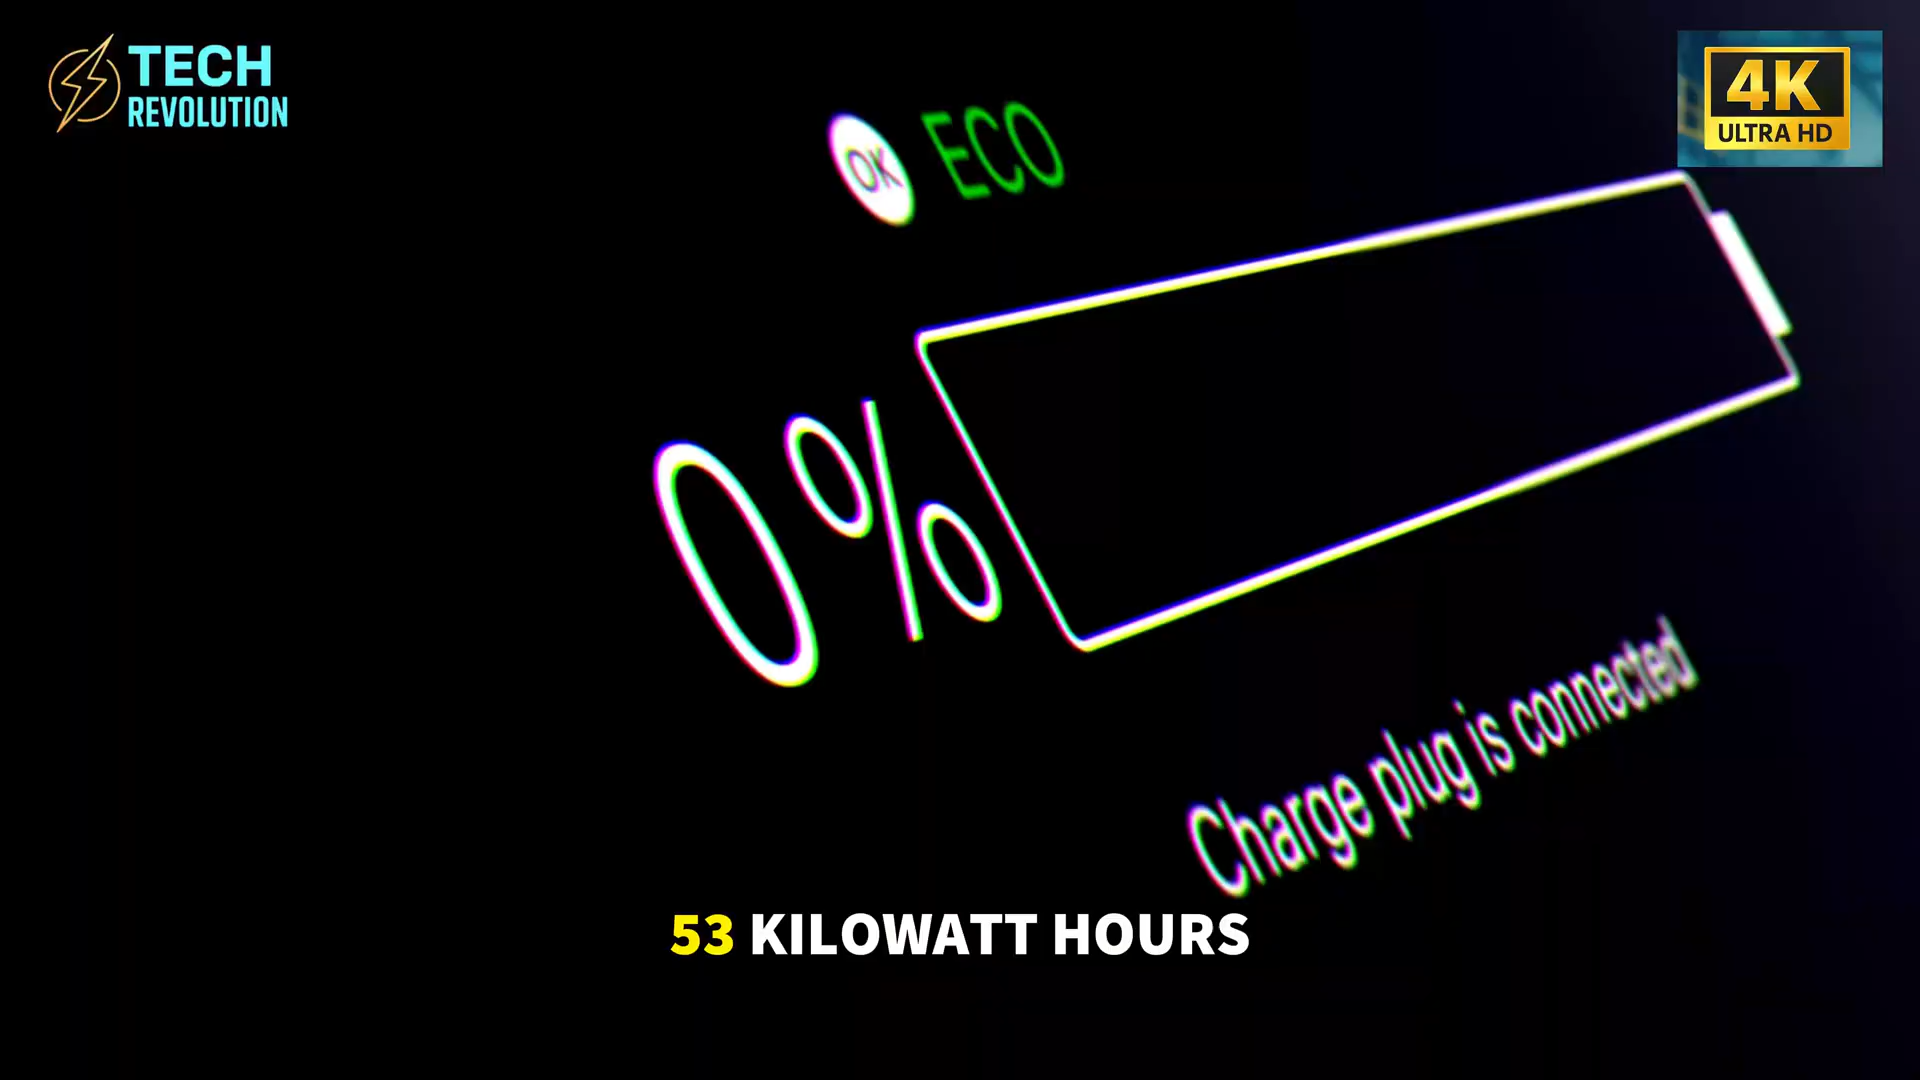 TECH
REVOLUTION
4K
ULTRA HD
OK ECO
0%
Charge plug is connected
53 KILOWATT HOURS